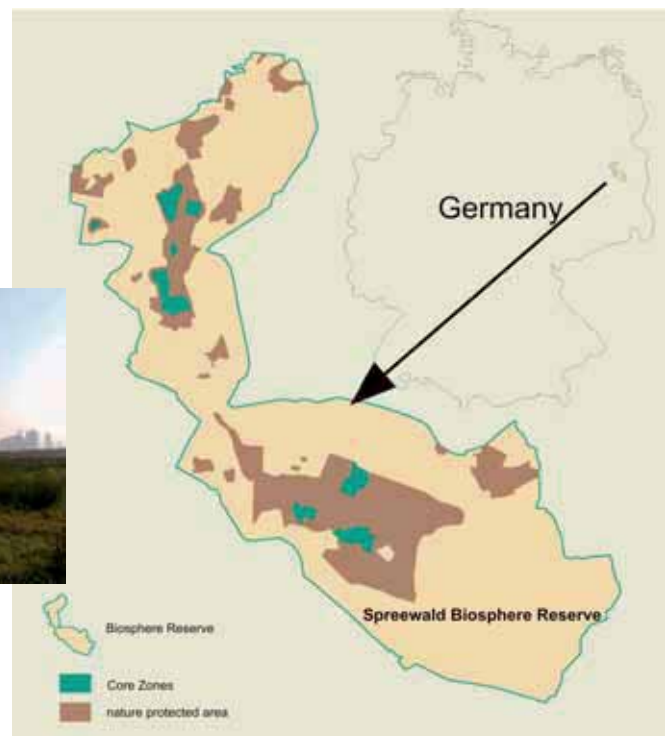 Germany
Spreewald Biosphere Reserve
Biosphere Reserve
Core Zones
nature protected area